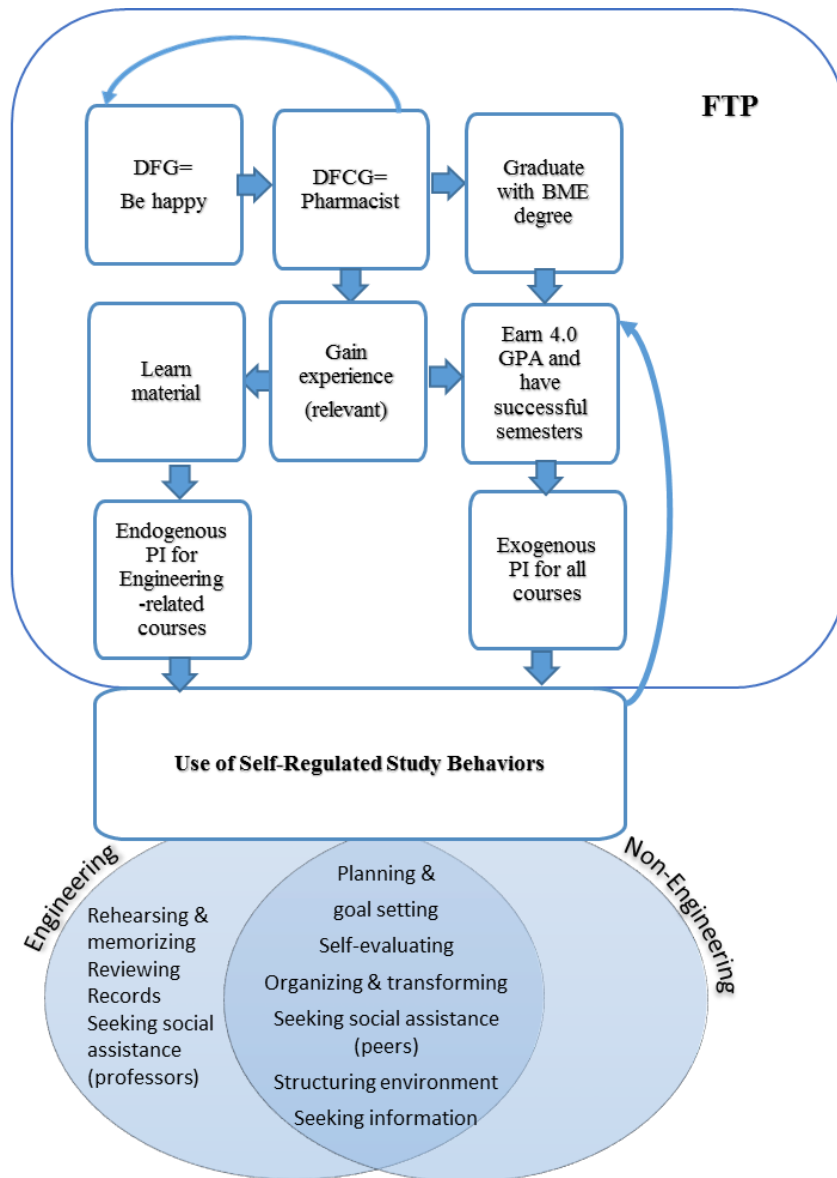 FTP
DFG=
Be happy
DFCG=
Pharmacist
Graduate
with BME
degree
Learn
material
Gain
experience
(relevant)
Earn 4.0
GPA and
have
successful
semesters
Endogenous
PI for
Engineering
-related
courses
Exogenous
PI for all
courses
Use of Self-Regulated Study Behaviors
Engineering
Non-Engineering
Rehearsing &
memorizing
Reviewing
Records
Seeking social
assistance
(professors)
Planning &
goal setting
Self-evaluating
Organizing & transforming
Seeking social assistance
(peers)
Structuring environment
Seeking information